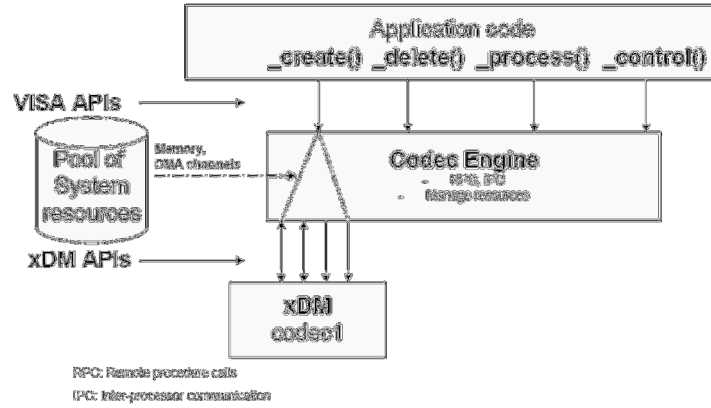 Application code
_create() _delete() _process() _control()
VISA APIs
Pool of
System
resources
Memory,
DMA channels
Codec Engine
- RPC, IPC
- Manage resources
xDM APIs
xDM
codec1
RPC: Remote procedure calls
IPC: Inter-processor communication